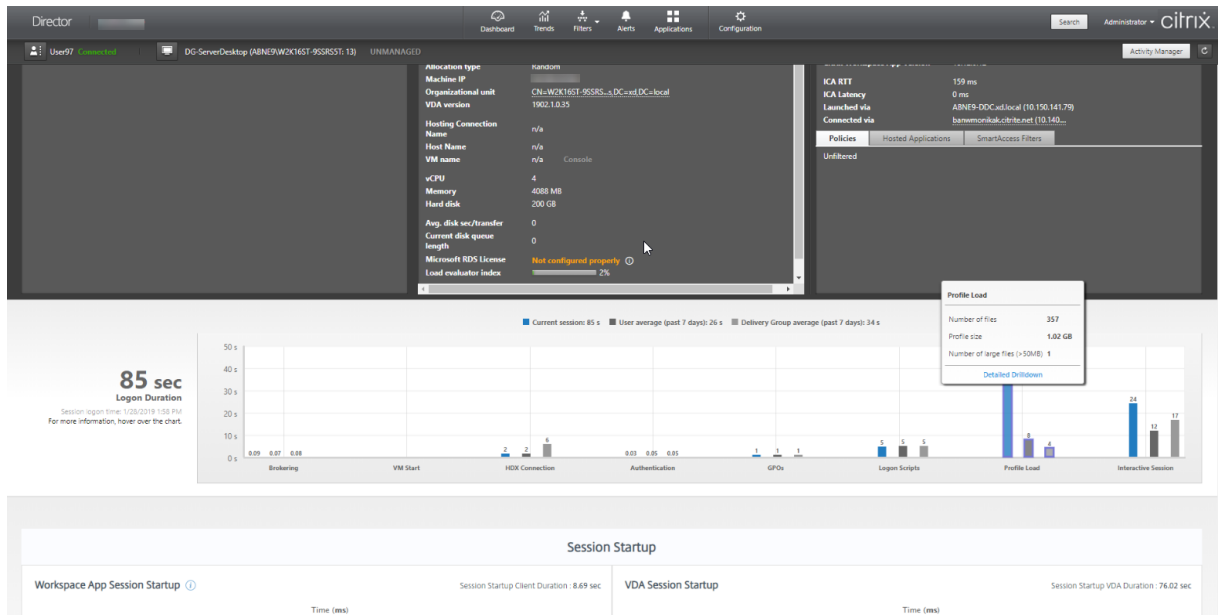 Director
Dashboard
Trends
Filters
Alerts
Applications
Configuration
Search
Administrator
CITRIX
User97 Connected
DG-ServerDesktop (ABNE9\W2K16ST-9SSRS5T: 13) UNMANAGED
Activity Manager
Allocation type Random
Machine IP
Organizational unit CN=W2K16ST-9SSRS...s,DC=xd,DC=local
VDA version 1902.1.0.35
Hosting Connection
Name n/a
Host Name n/a
VM name n/a Console
vCPU 4
Memory 4088 MB
Hard disk 200 GB
Avg. disk sec/transfer 0
Current disk queue
length 0
Microsoft RDS License Not configured properly
Load evaluator index 2%
ICA RTT 159 ms
ICA Latency 0 ms
Launched via ABNE9-DDC.xd.local (10.150.141.79)
Connected via banwmonikak.citrite.net (10.140....
Policies Hosted Applications SmartAccess Filters
Unfiltered
Profile Load
Number of files 357
Profile size 1.02 GB
Number of large files (>50MB) 1
Detailed Drilldown
Current session: 85 s User average (past 7 days): 26 s Delivery Group average (past 7 days): 34 s
85 sec
Logon Duration
Session logon time: 1/28/2019 1:58 PM
For more information, hover over the chart.
50 s
40 s
30 s
20 s
10 s
0 s
0.09 0.07 0.08
2 2 6
0.03 0.05 0.05
1 1 1
5 5 5
8 4
24 12 17
Brokering VM Start HDX Connection Authentication GPOs Logon Scripts Profile Load Interactive Session
Session Startup
Workspace App Session Startup
Session Startup Client Duration : 8.69 sec
Time (ms)
VDA Session Startup
Session Startup VDA Duration : 76.02 sec
Time (ms)